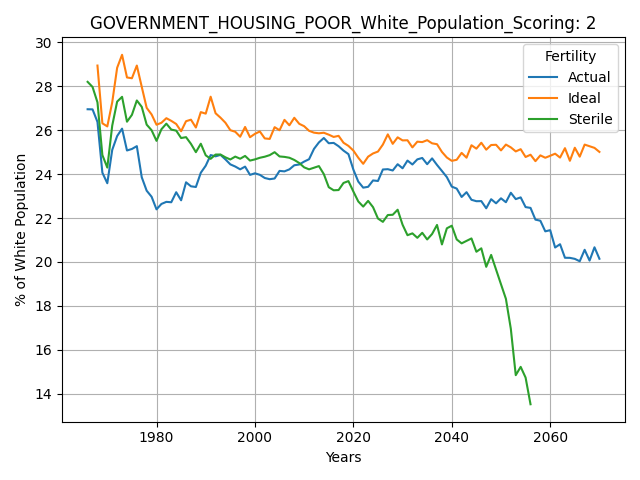 GOVERNMENT_HOUSING_POOR_White_Population_Scoring: 2
Fertility
Actual
Ideal
Sterile
% of White Population
30
28
26
24
22
20
18
16
14
1980 2000 2020 2040 2060
Years